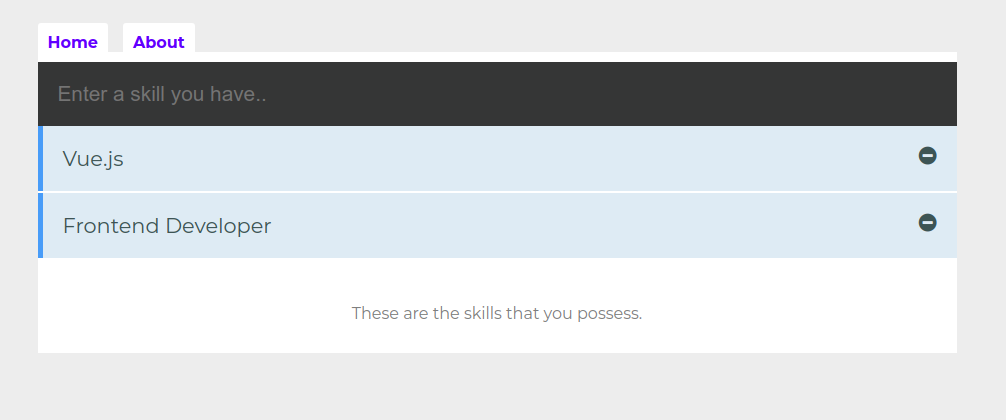 Home About
Enter a skill you have..
Vue.js
Frontend Developer
These are the skills that you possess.